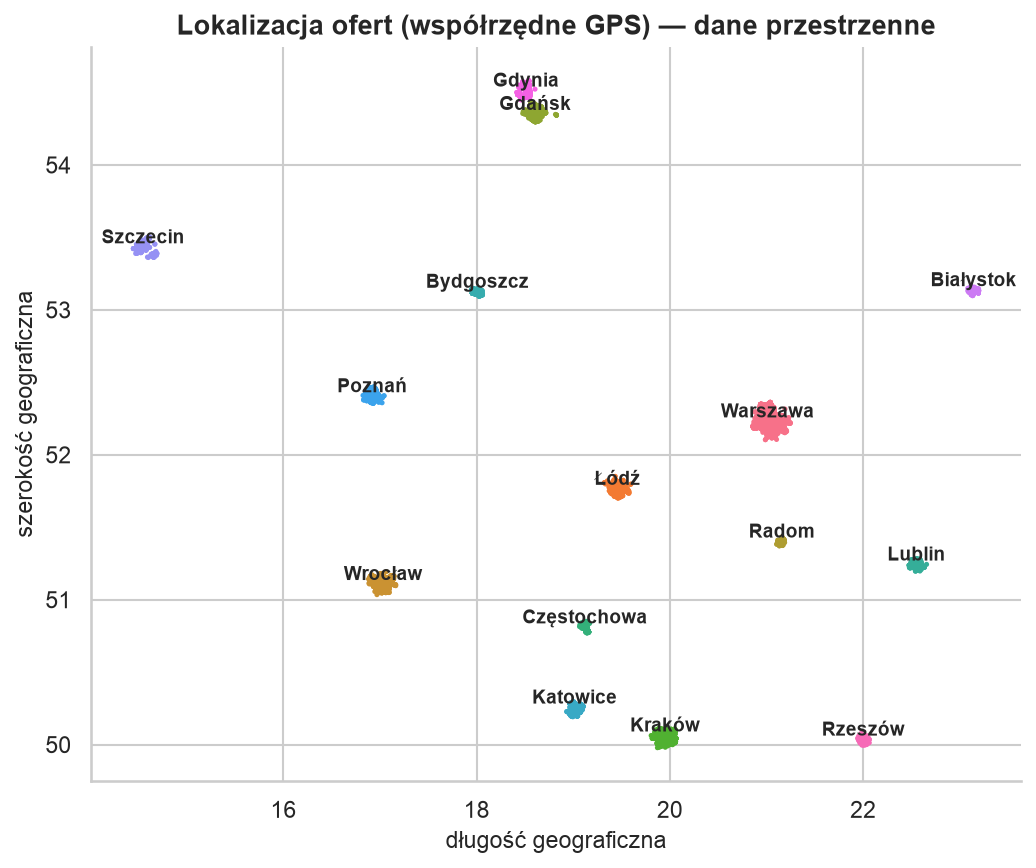 Lokalizacja ofert (współrzędne GPS) — dane przestrzenne
Gdynia
Gdańsk
54
Szczecin
Bydgoszcz
Białystok
53
Poznań
Warszawa
52
Łódź
Radom
Lublin
Wrocław
51
Częstochowa
Katowice
Kraków
Rzeszów
50
16 18 20 22
długość geograficzna
szerokość geograficzna